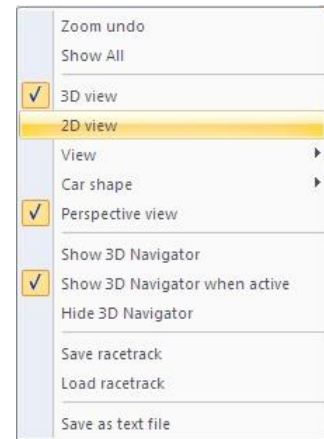 Zoom undo
Show All
3D view
2D view
View
Car shape
Perspective view
Show 3D Navigator
Show 3D Navigator when active
Hide 3D Navigator
Save racetrack
Load racetrack
Save as text file